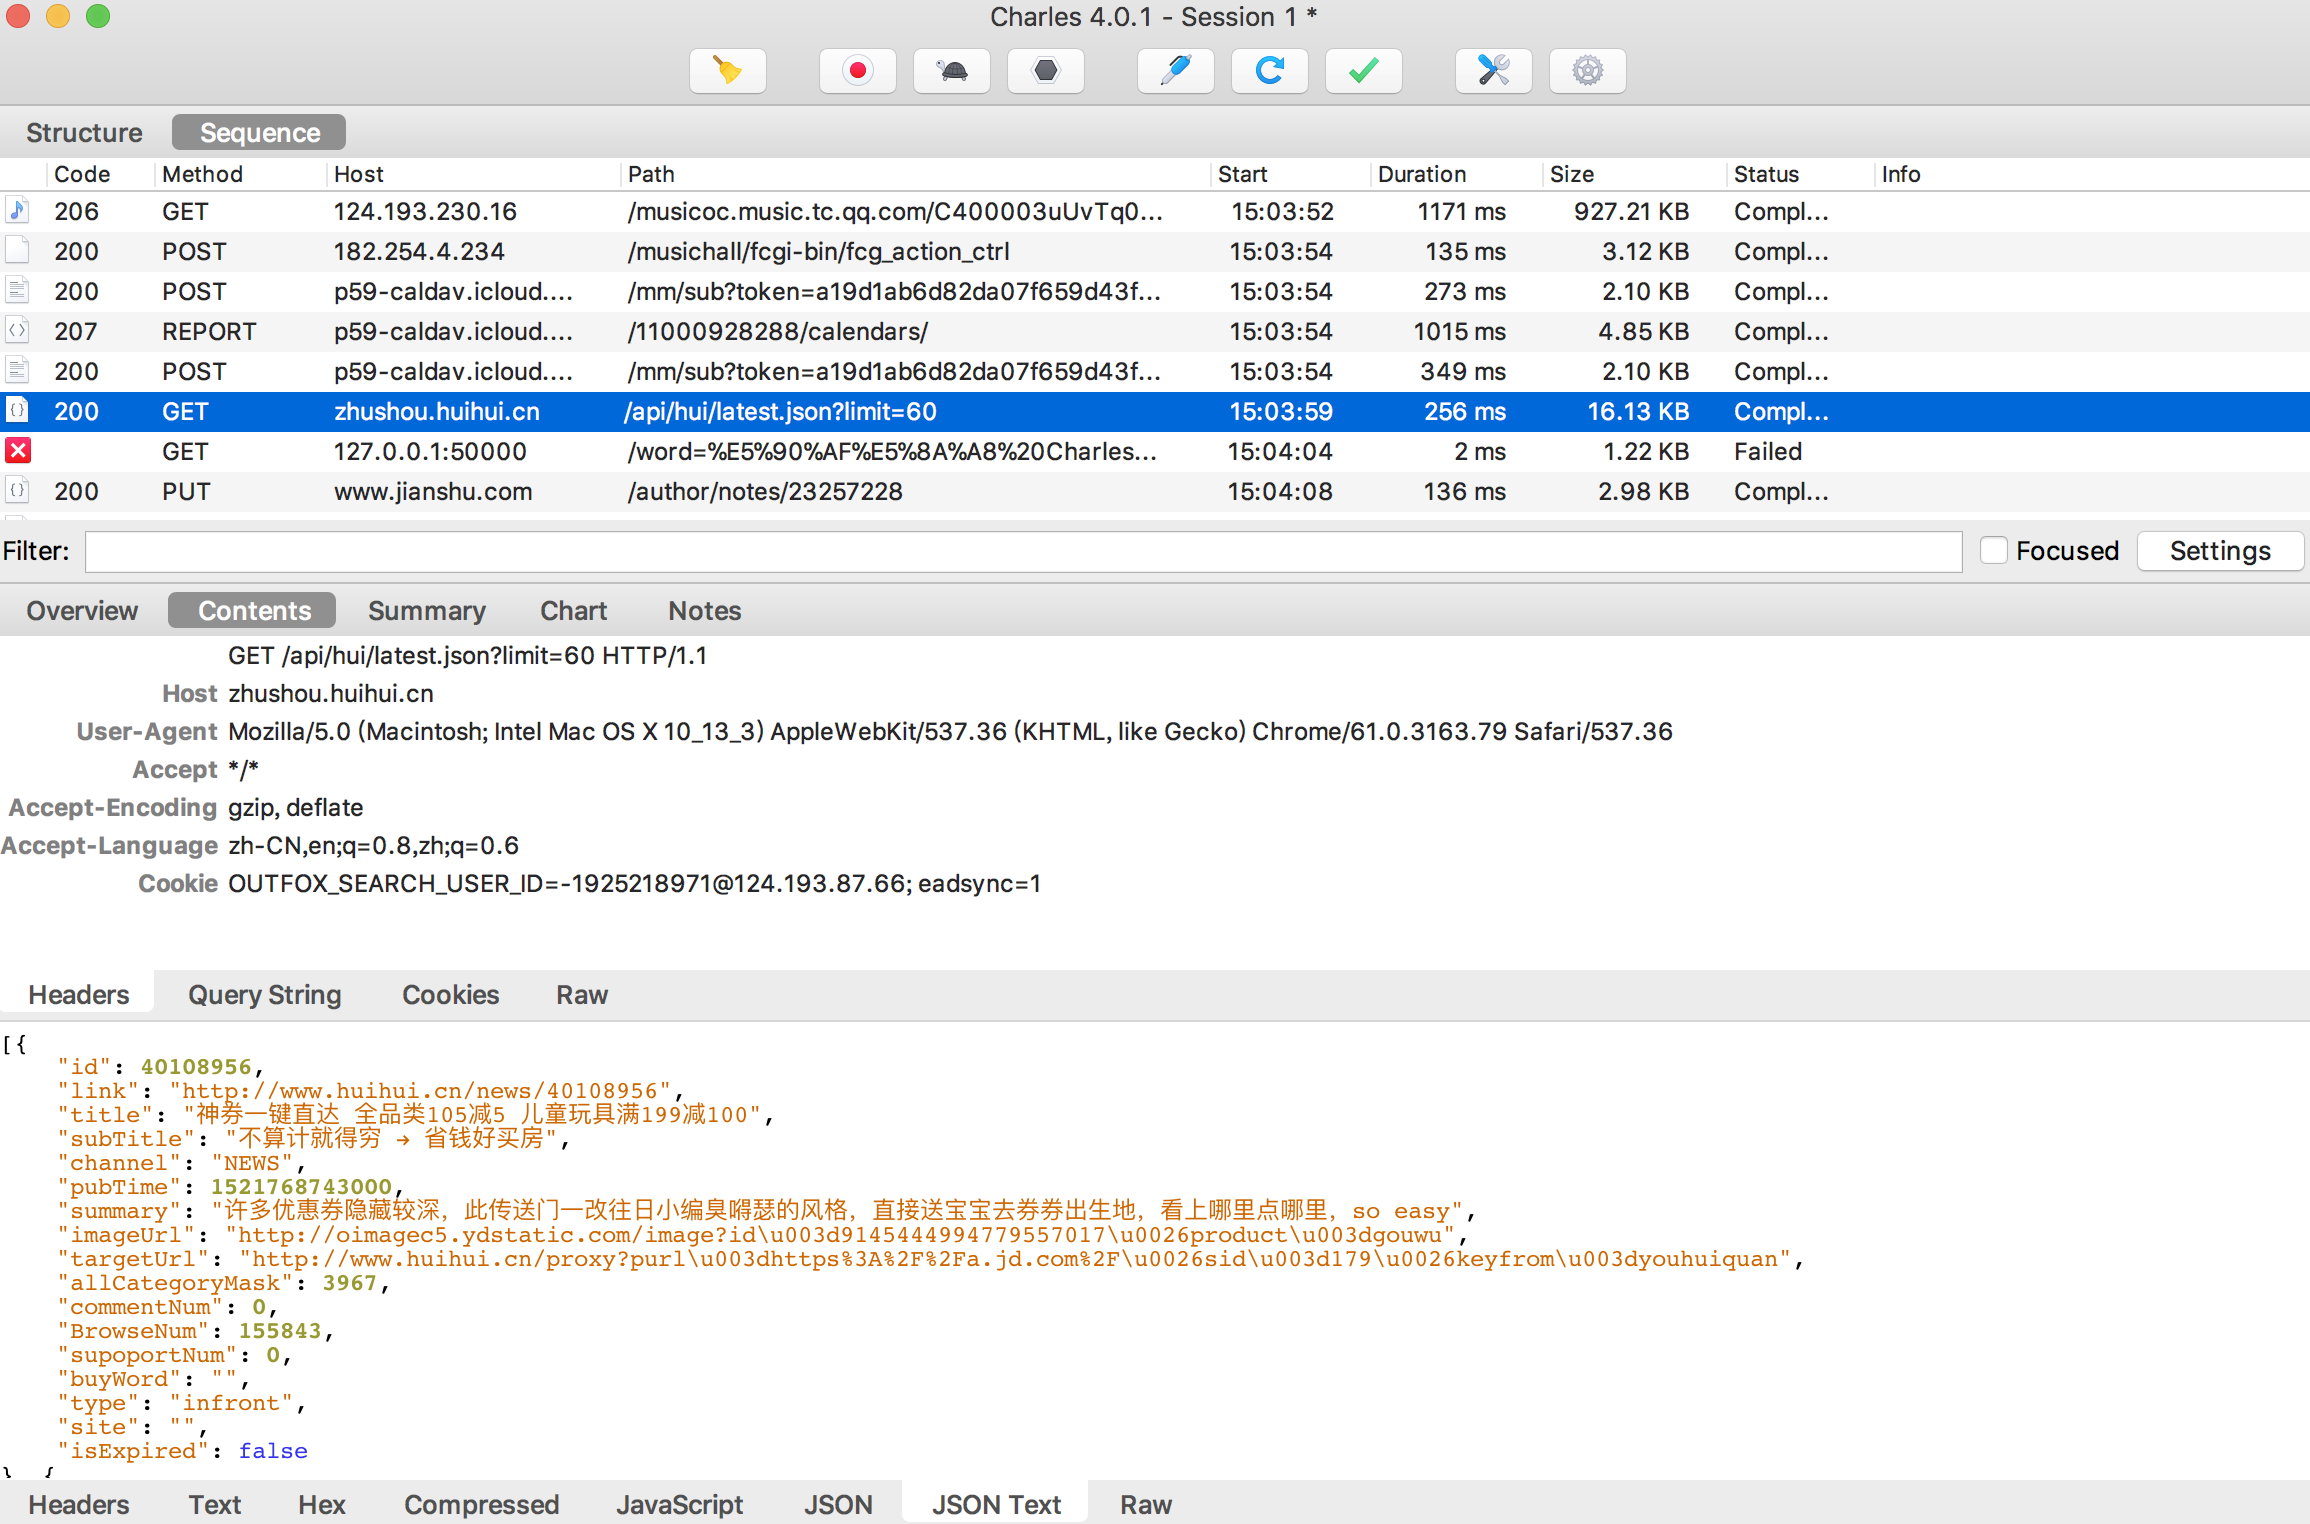 Charles 4.0.1 - Session 1 *
Structure Sequence
Code Method Host Path Start Duration Size Status Info
206 GET 124.193.230.16 /musicoc.music.tc.qq.com/C400003uUvTq0... 15:03:52 1171 ms 927.21 KB Compl...
200 POST 182.254.4.234 /musichall/fcgi-bin/fcg_action_ctrl 15:03:54 135 ms 3.12 KB Compl...
200 POST p59-caldav.icloud.... /mm/sub?token=a19d1ab6d82da07f659d43f... 15:03:54 273 ms 2.10 KB Compl...
207 REPORT p59-caldav.icloud.... /11000928288/calendars/ 15:03:54 1015 ms 4.85 KB Compl...
200 POST p59-caldav.icloud.... /mm/sub?token=a19d1ab6d82da07f659d43f... 15:03:54 349 ms 2.10 KB Compl...
200 GET zhushou.huihui.cn /api/hui/latest.json?limit=60 15:03:59 256 ms 16.13 KB Compl...
GET 127.0.0.1:50000 /word=%E5%90%AF%E5%8A%A8%20Charles... 15:04:04 2 ms 1.22 KB Failed
200 PUT www.jianshu.com /author/notes/23257228 15:04:08 136 ms 2.98 KB Compl...
Filter: Focused Settings
Overview Contents Summary Chart Notes
GET /api/hui/latest.json?limit=60 HTTP/1.1
Host zhushou.huihui.cn
User-Agent Mozilla/5.0 (Macintosh; Intel Mac OS X 10_13_3) AppleWebKit/537.36 (KHTML, like Gecko) Chrome/61.0.3163.79 Safari/537.36
Accept */*
Accept-Encoding gzip, deflate
Accept-Language zh-CN,en;q=0.8,zh;q=0.6
Cookie OUTFOX_SEARCH_USER_ID=-1925218971@124.193.87.66; eadsync=1
Headers Query String Cookies Raw
[{
"id": 40108956,
"link": "http://www.huihui.cn/news/40108956",
"title": "神券一键直达 全品类105减5 儿童玩具满199减100",
"subTitle": "不算计就得穷 → 省钱好买房",
"channel": "NEWS",
"pubTime": 1521768743000,
"summary": "许多优惠券隐藏较深，此传送门一改往日小编臭嘚瑟的风格，直接送宝宝去券券出生地，看上哪里点哪里，so easy",
"imageUrl": "http://oimagec5.ydstatic.com/image?id\u003d9145444994779557017\u0026product\u003dgouwu",
"targetUrl": "http://www.huihui.cn/proxy?purl\u003dhttps%3A%2F%2Fa.jd.com%2F\u0026sid\u003d179\u0026keyfrom\u003dyouhuiquan",
"allCategoryMask": 3967,
"commentNum": 0,
"BrowseNum": 155843,
"supoportNum": 0,
"buyWord": "",
"type": "infront",
"site": "",
"isExpired": false
}, {
Headers Text Hex Compressed JavaScript JSON JSON Text Raw